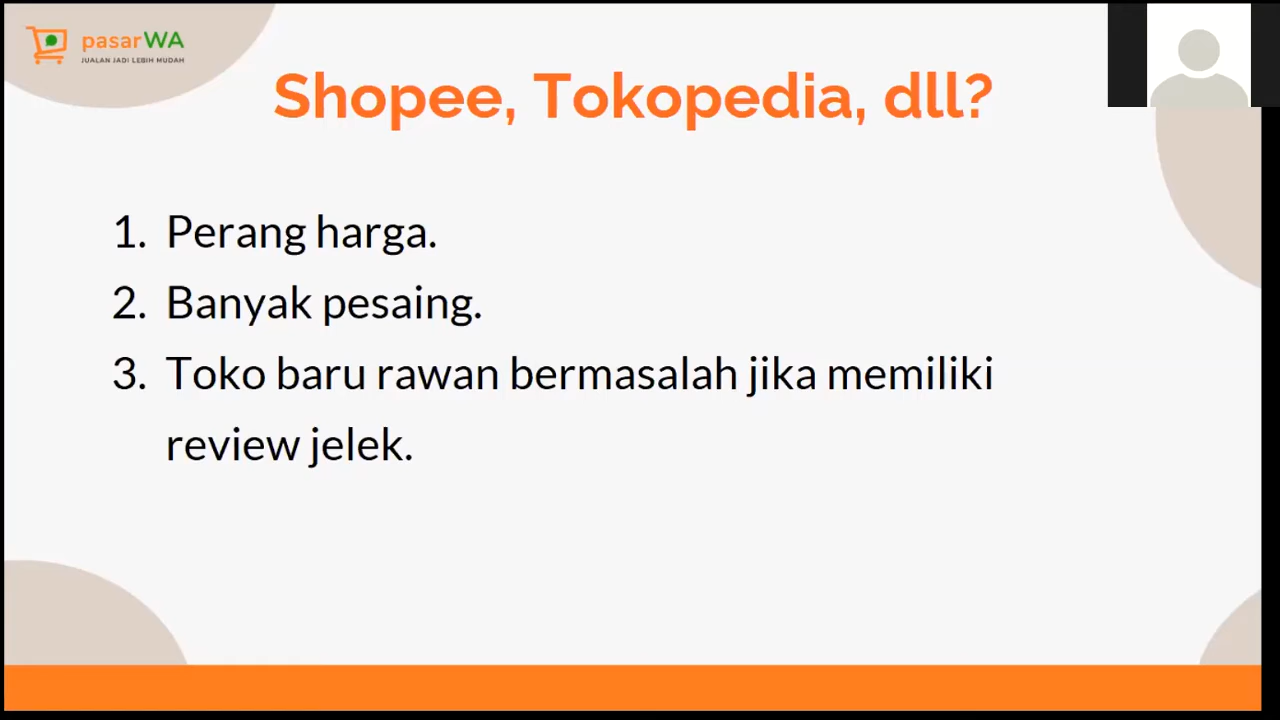 pasarWA
JUALAN JADI LEBIH MUDAH
Shopee, Tokopedia, dll?
1. Perang harga.
2. Banyak pesaing.
3. Toko baru rawan bermasalah jika memiliki
review jelek.